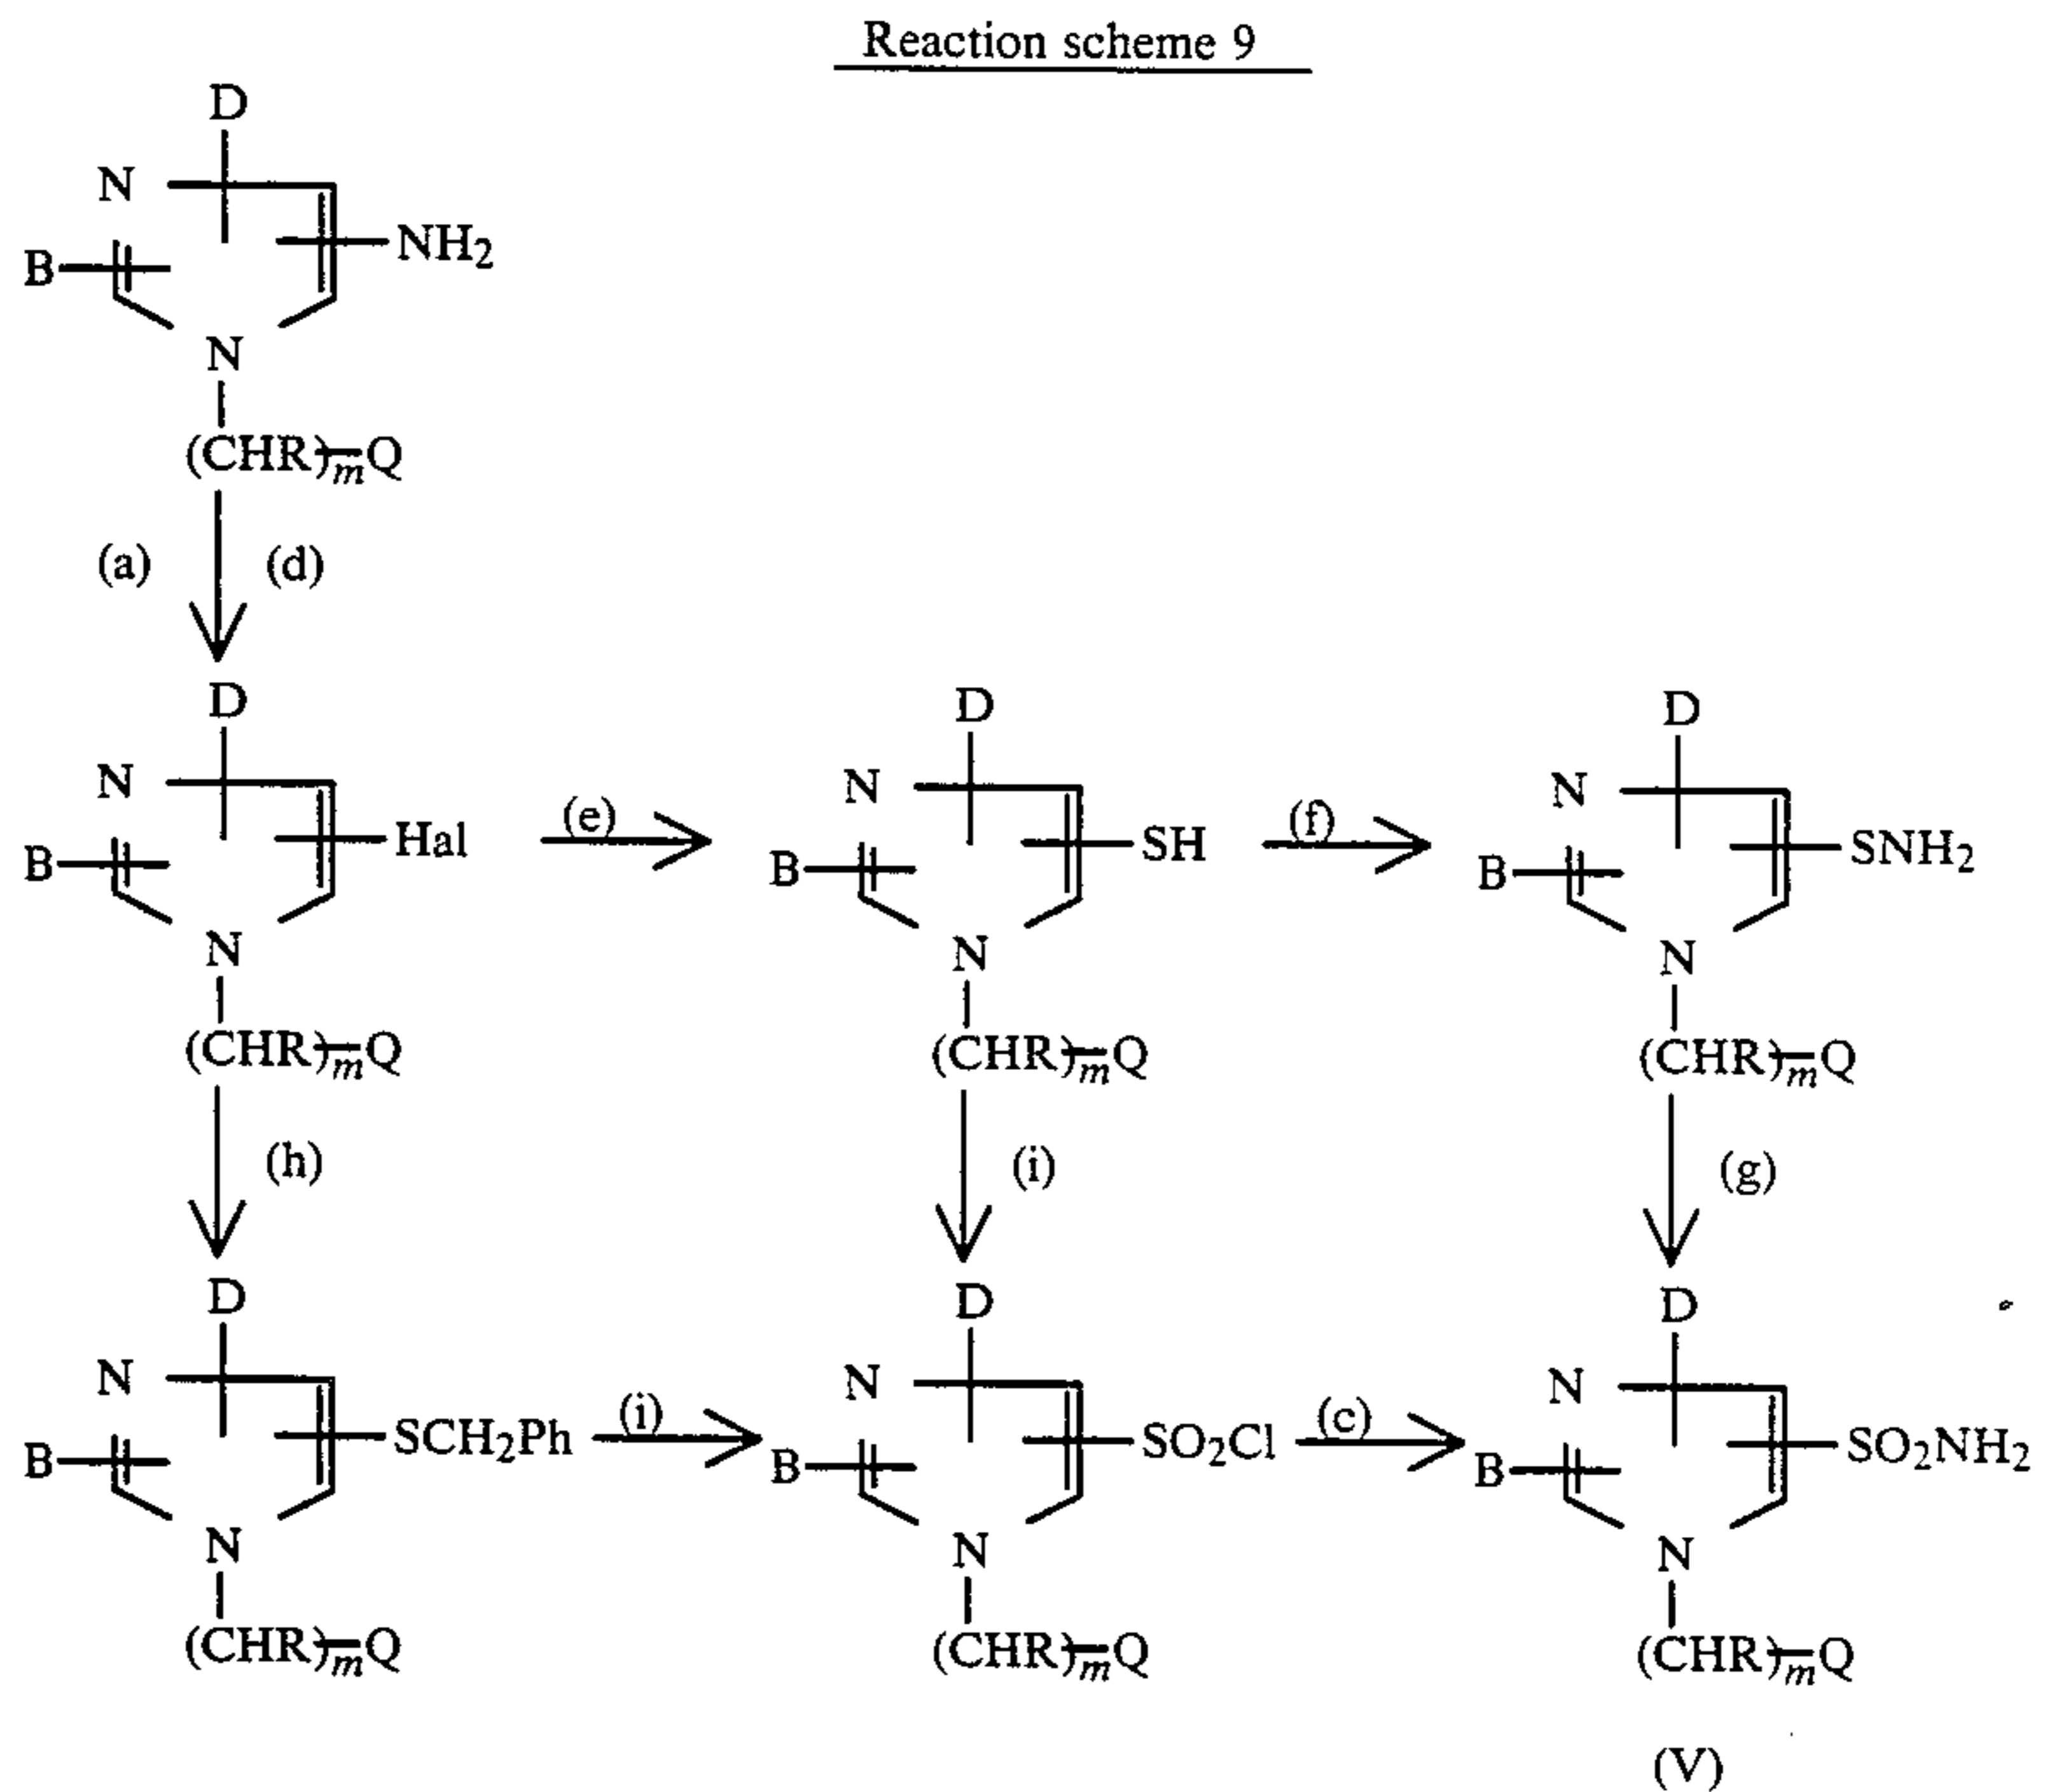 Reaction scheme 9
D
N
NH2
B
N
(CHR)mQ
(a) (d)
D
N
Hal
B
N
(CHR)mQ
(e)
D
N
SH
B
N
(CHR)mQ
(f)
D
N
SNH2
B
N
(CHR)mQ
(h)
(i)
(g)
D
N
SCH2Ph
B
N
(CHR)mQ
(i)
D
N
SO2Cl
B
N
(CHR)mQ
(c)
D
N
SO2NH2
B
N
(CHR)mQ
(V)